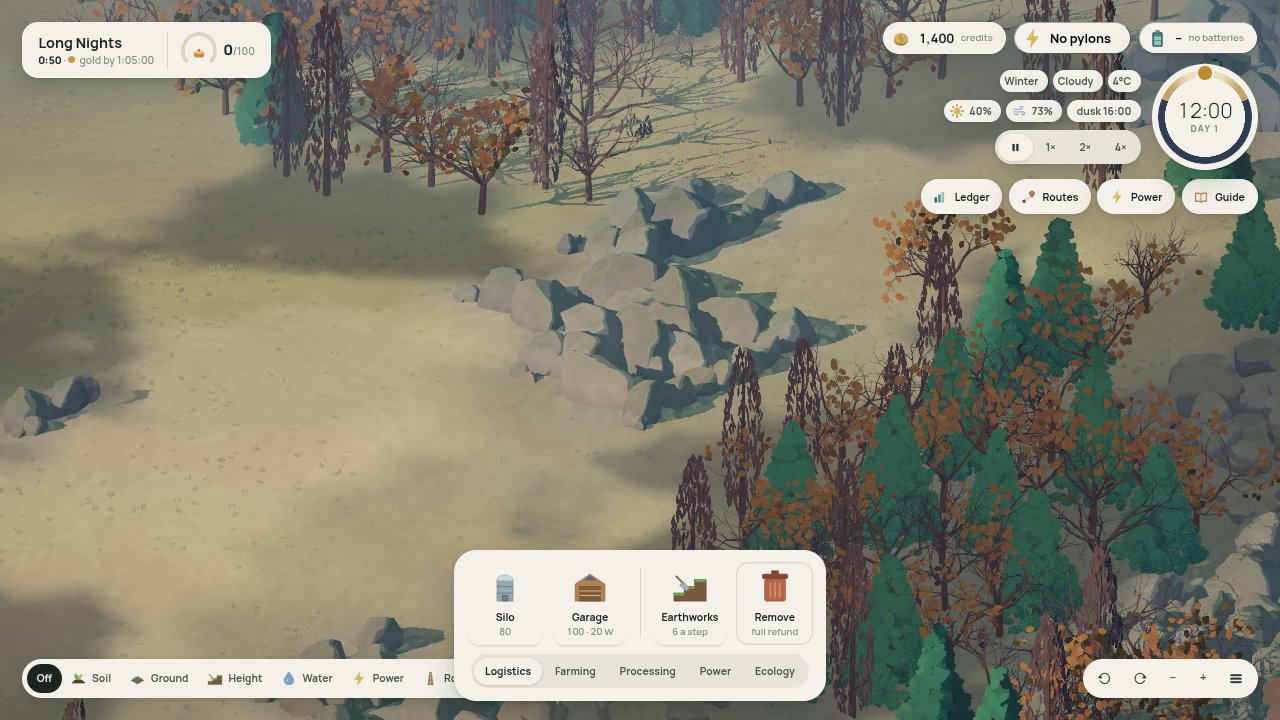 Long Nights
0:50 · gold by 1:05:00
0/100
1,400 credits
No pylons
– no batteries
Winter
Cloudy
4°C
40%
73%
dusk 16:00
12:00
DAY 1
1×
2×
4×
Ledger
Routes
Power
Guide
Silo
80
Garage
100 · 20 W
Earthworks
6 a step
Remove
full refund
Logistics
Farming
Processing
Power
Ecology
Off
Soil
Ground
Height
Water
Power